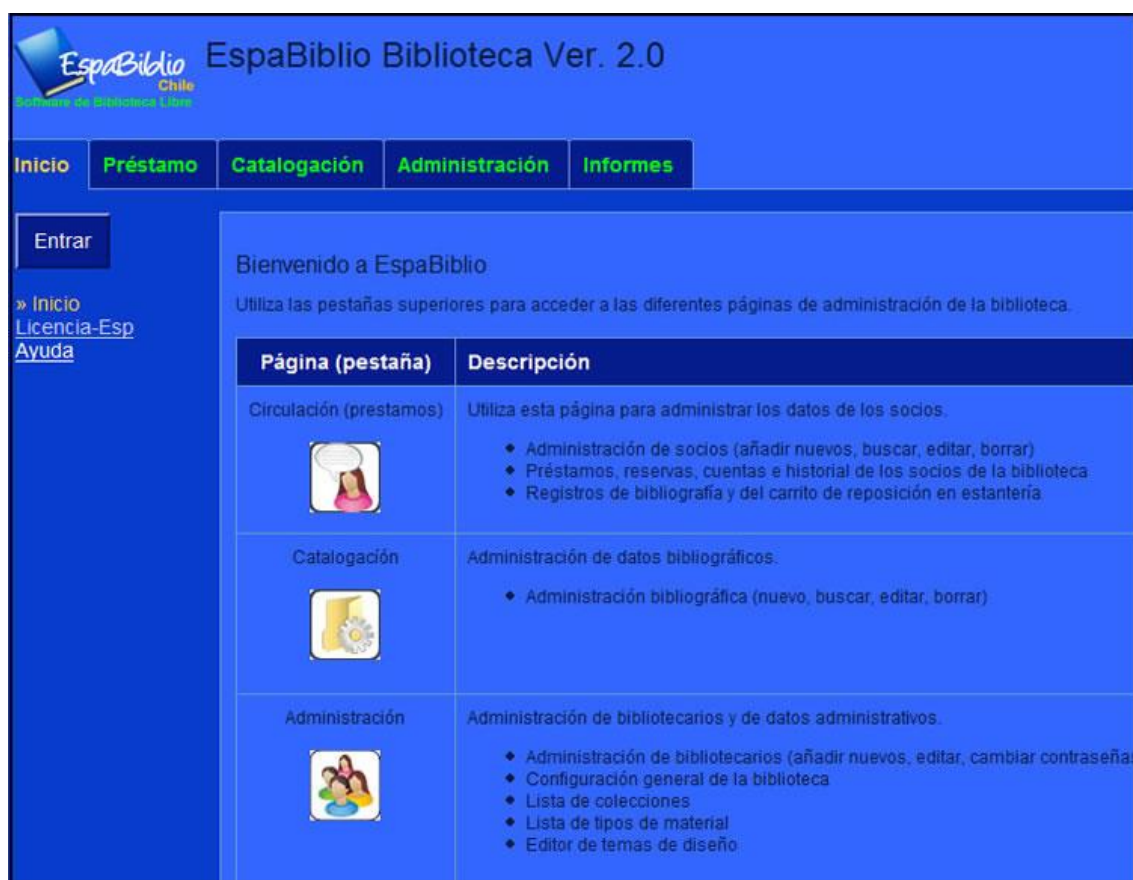 EspaBiblio
Chile
Software de Biblioteca Libre
EspaBiblio Biblioteca Ver. 2.0
Inicio Préstamo Catalogación Administración Informes
Entrar
» Inicio
Licencia-Esp
Ayuda
Bienvenido a EspaBiblio
Utiliza las pestañas superiores para acceder a las diferentes páginas de administración de la biblioteca.
Página (pestaña) Descripción
Circulación (prestamos) Utiliza esta página para administrar los datos de los socios.
Administración de socios (añadir nuevos, buscar, editar, borrar)
Préstamos, reservas, cuentas e historial de los socios de la biblioteca
Registros de bibliografía y del carrito de reposición en estantería
Catalogación Administración de datos bibliográficos.
Administración bibliográfica (nuevo, buscar, editar, borrar)
Administración Administración de bibliotecarios y de datos administrativos.
Administración de bibliotecarios (añadir nuevos, editar, cambiar contraseñas
Configuración general de la biblioteca
Lista de colecciones
Lista de tipos de material
Editor de temas de diseño